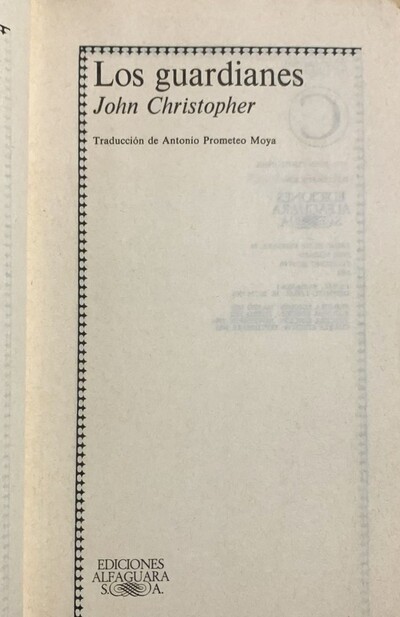 Los guardianes
John Christopher
Traducción de Antonio Prometeo Moya
EDICIONES
ALFAGUARA
S. A.